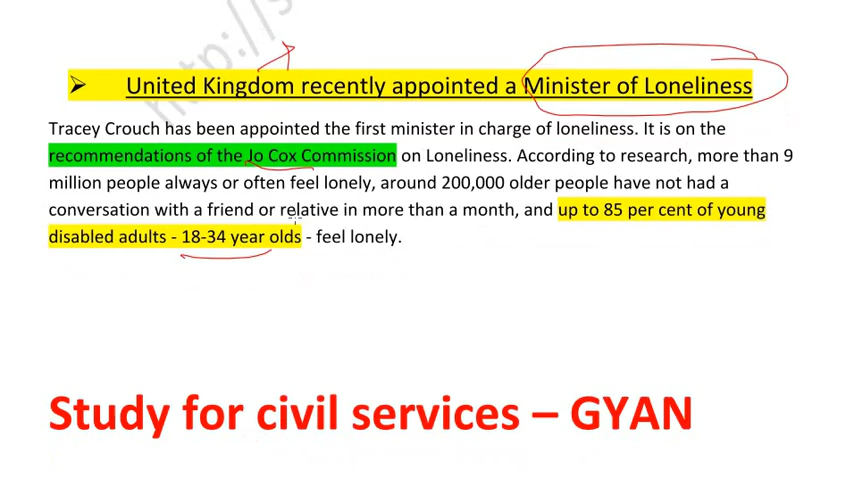 http://s
➢ United Kingdom recently appointed a Minister of Loneliness
Tracey Crouch has been appointed the first minister in charge of loneliness. It is on the
recommendations of the Jo Cox Commission on Loneliness. According to research, more than 9
million people always or often feel lonely, around 200,000 older people have not had a
conversation with a friend or relative in more than a month, and up to 85 per cent of young
disabled adults - 18-34 year olds - feel lonely.
Study for civil services – GYAN